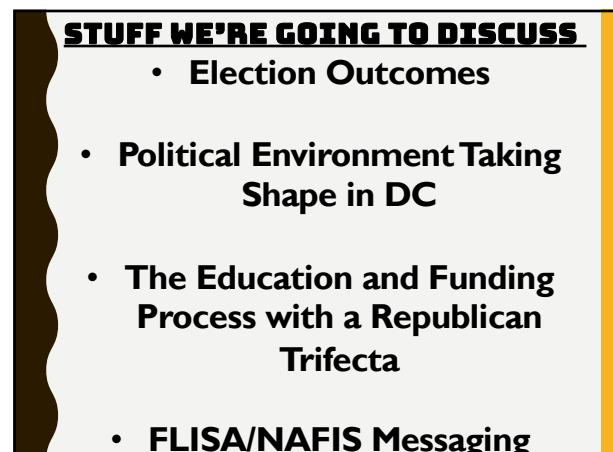 STUFF WE'RE GOING TO DISCUSS
• Election Outcomes
• Political Environment Taking
Shape in DC
• The Education and Funding
Process with a Republican
Trifecta
• FLISA/NAFIS Messaging